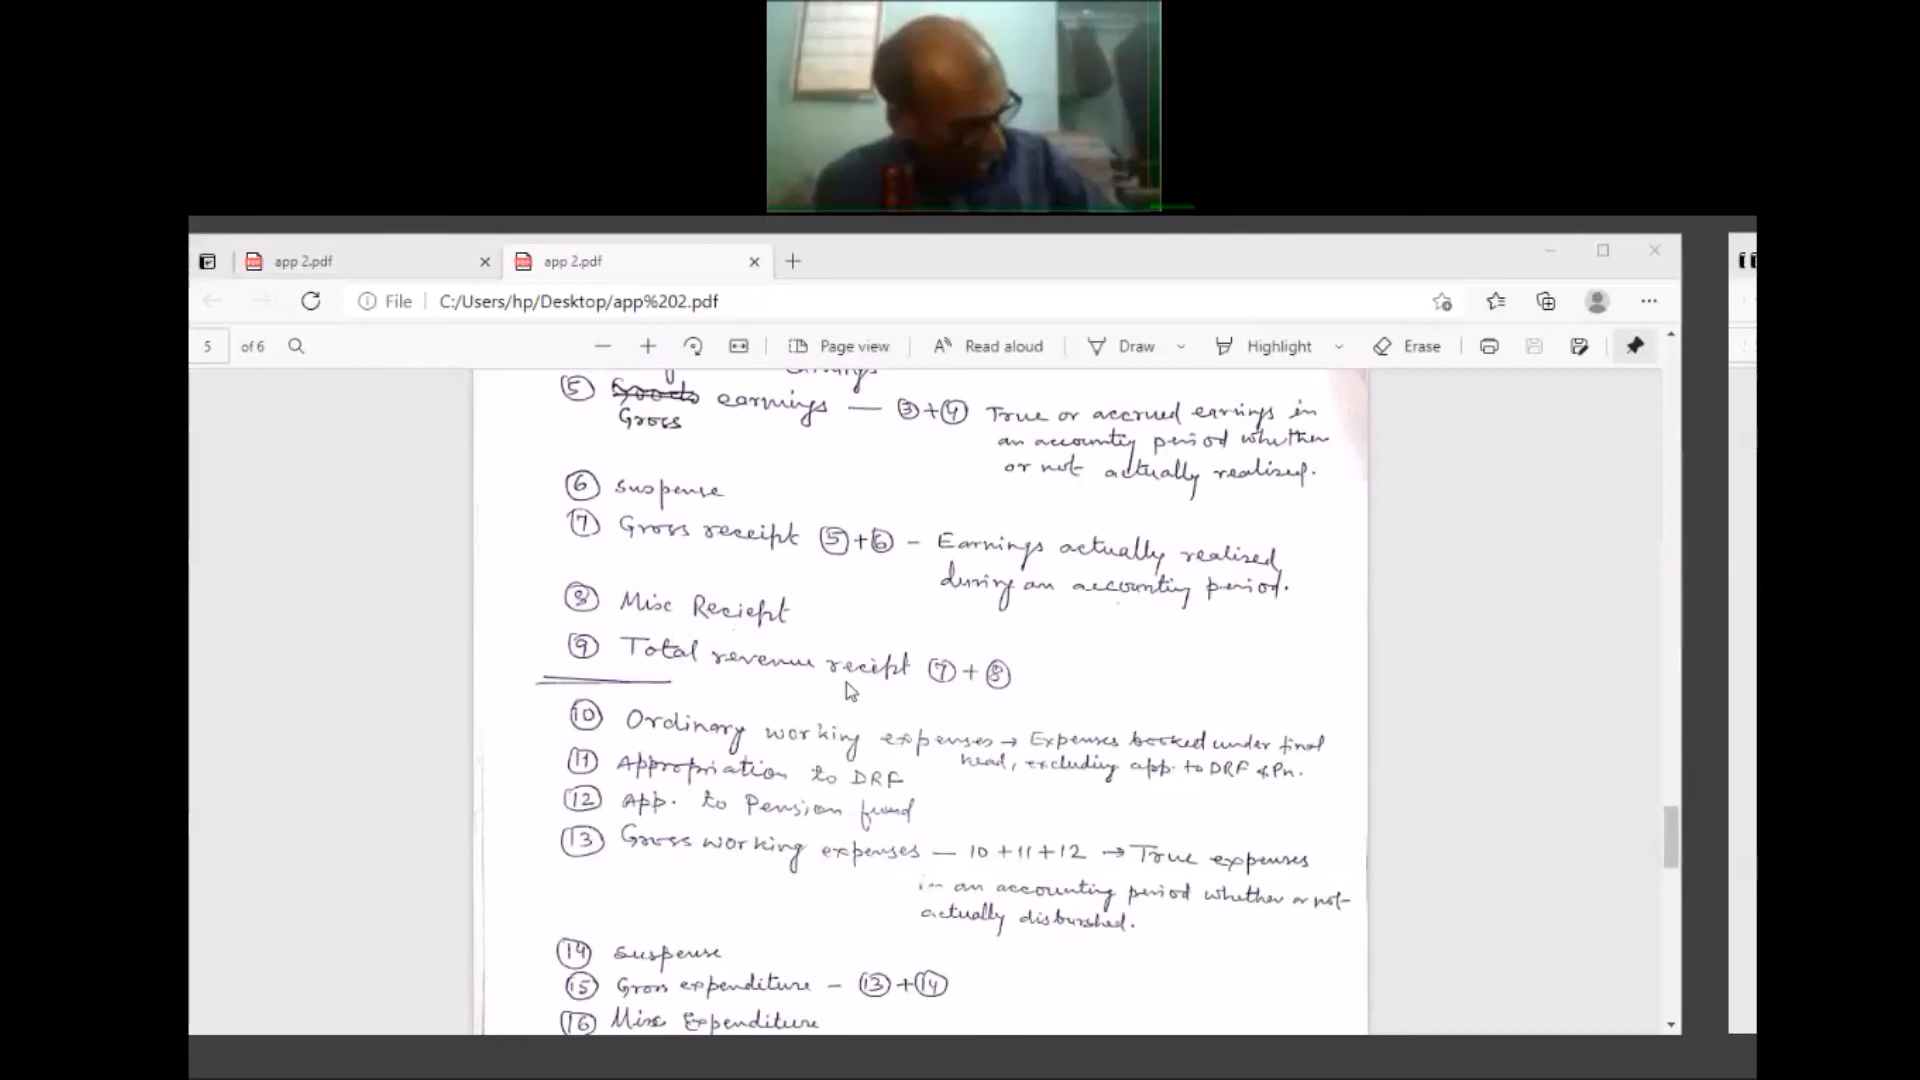 app 2.pdf
app 2.pdf
File
C:/Users/hp/Desktop/app%202.pdf
5 of 6
Page view
Read aloud
Draw
Highlight
Erase
⑤ earnings — ③+④ True or accrued earnings in
Gross
an accounting period whether
or not actually realised.
⑥ Suspense
⑦ Gross receipt ⑤+⑥ - Earnings actually realised
during an accounting period.
⑧ Misc Reciept
⑨ Total revenue receipt ⑦ + ⑧
⑩ Ordinary working expenses → Expenses booked under final
head, excluding app. to DRF & Pn.
⑪ Appropriation to DRF
⑫ App. to Pension fund
⑬ Gross working expenses — 10+11+12 → True expenses
in an accounting period whether or not
actually disburshed.
⑭ Suspense
⑮ Gross expenditure - ⑬+⑭
⑯ Misc Expenditure